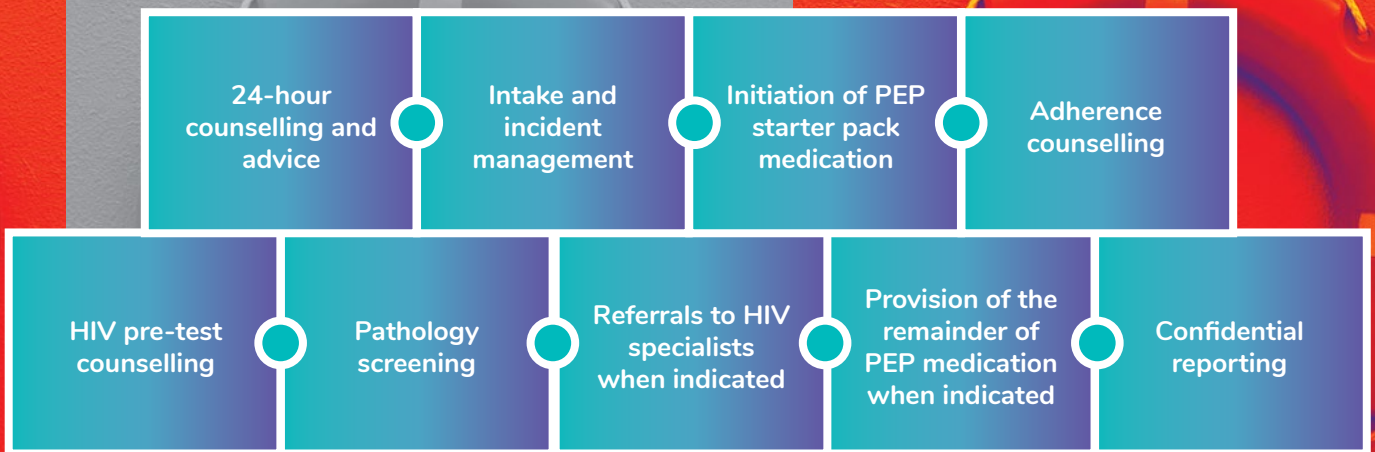 24-hour
counselling and
advice
Intake and
incident
management
Initiation of PEP
starter pack
medication
Adherence
counselling
HIV pre-test
counselling
Pathology
screening
Referrals to HIV
specialists
when indicated
Provision of the
remainder of
PEP medication
when indicated
Confidential
reporting